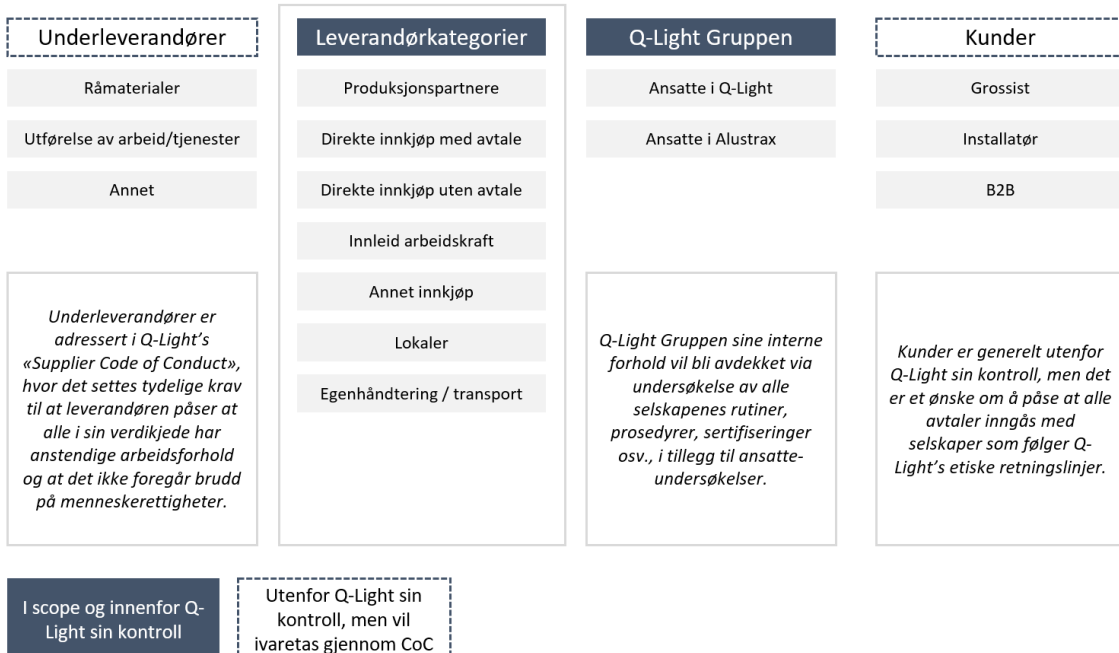 Underleverandører
Råmaterialer
Utførelse av arbeid/tjenester
Annet
Underleverandører er
adressert i Q-Light’s
«Supplier Code of Conduct»,
hvor det settes tydelige krav
til at leverandøren påser at
alle i sin verdikjede har
anstendige arbeidsforhold
og at det ikke foregår brudd
på menneskerettigheter.
Leverandørkategorier
Produksjonspartnere
Direkte innkjøp med avtale
Direkte innkjøp uten avtale
Innleid arbeidskraft
Annet innkjøp
Lokaler
Egenhåndtering / transport
Q-Light Gruppen
Ansatte i Q-Light
Ansatte i Alustrax
Q-Light Gruppen sine interne
forhold vil bli avdekket via
undersøkelse av alle
selskapenes rutiner,
prosedyrer, sertifiseringer
osv., i tillegg til ansatte-
undersøkelser.
Kunder
Grossist
Installatør
B2B
Kunder er generelt utenfor
Q-Light sin kontroll, men det
er et ønske om å påse at alle
avtaler inngås med
selskaper som følger Q-
Light’s etiske retningslinjer.
I scope og innenfor Q-
Light sin kontroll
Utenfor Q-Light sin
kontroll, men vil
ivaretas gjennom CoC